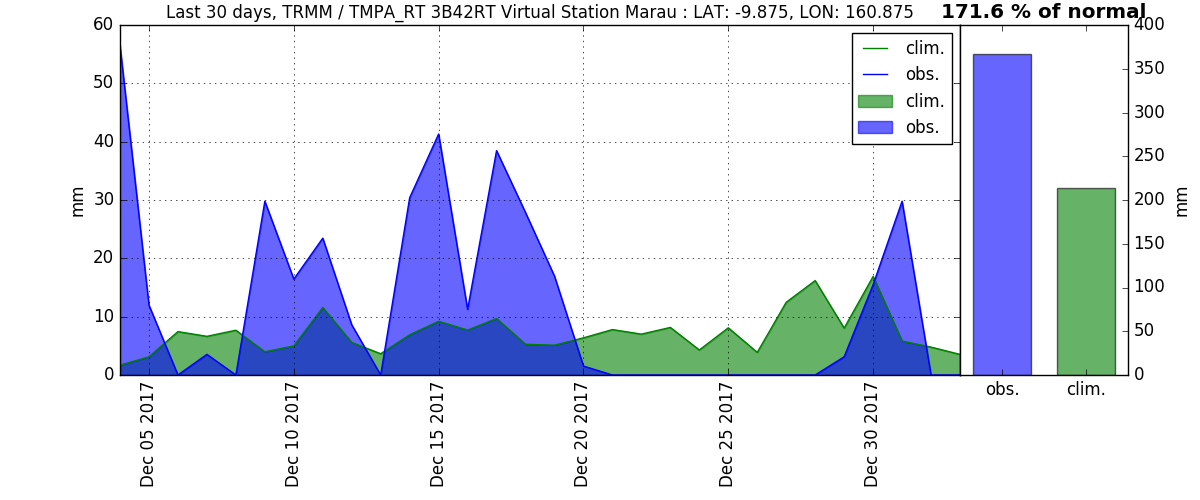 Last 30 days, TRMM / TMPA_RT 3B42RT Virtual Station Marau : LAT: -9.875, LON: 160.875
171.6 % of normal
60
50
40
30
20
10
0
mm
clim.
obs.
clim.
obs.
Dec 05 2017
Dec 10 2017
Dec 15 2017
Dec 20 2017
Dec 25 2017
Dec 30 2017
400
350
300
250
200
150
100
50
0
mm
obs.
clim.